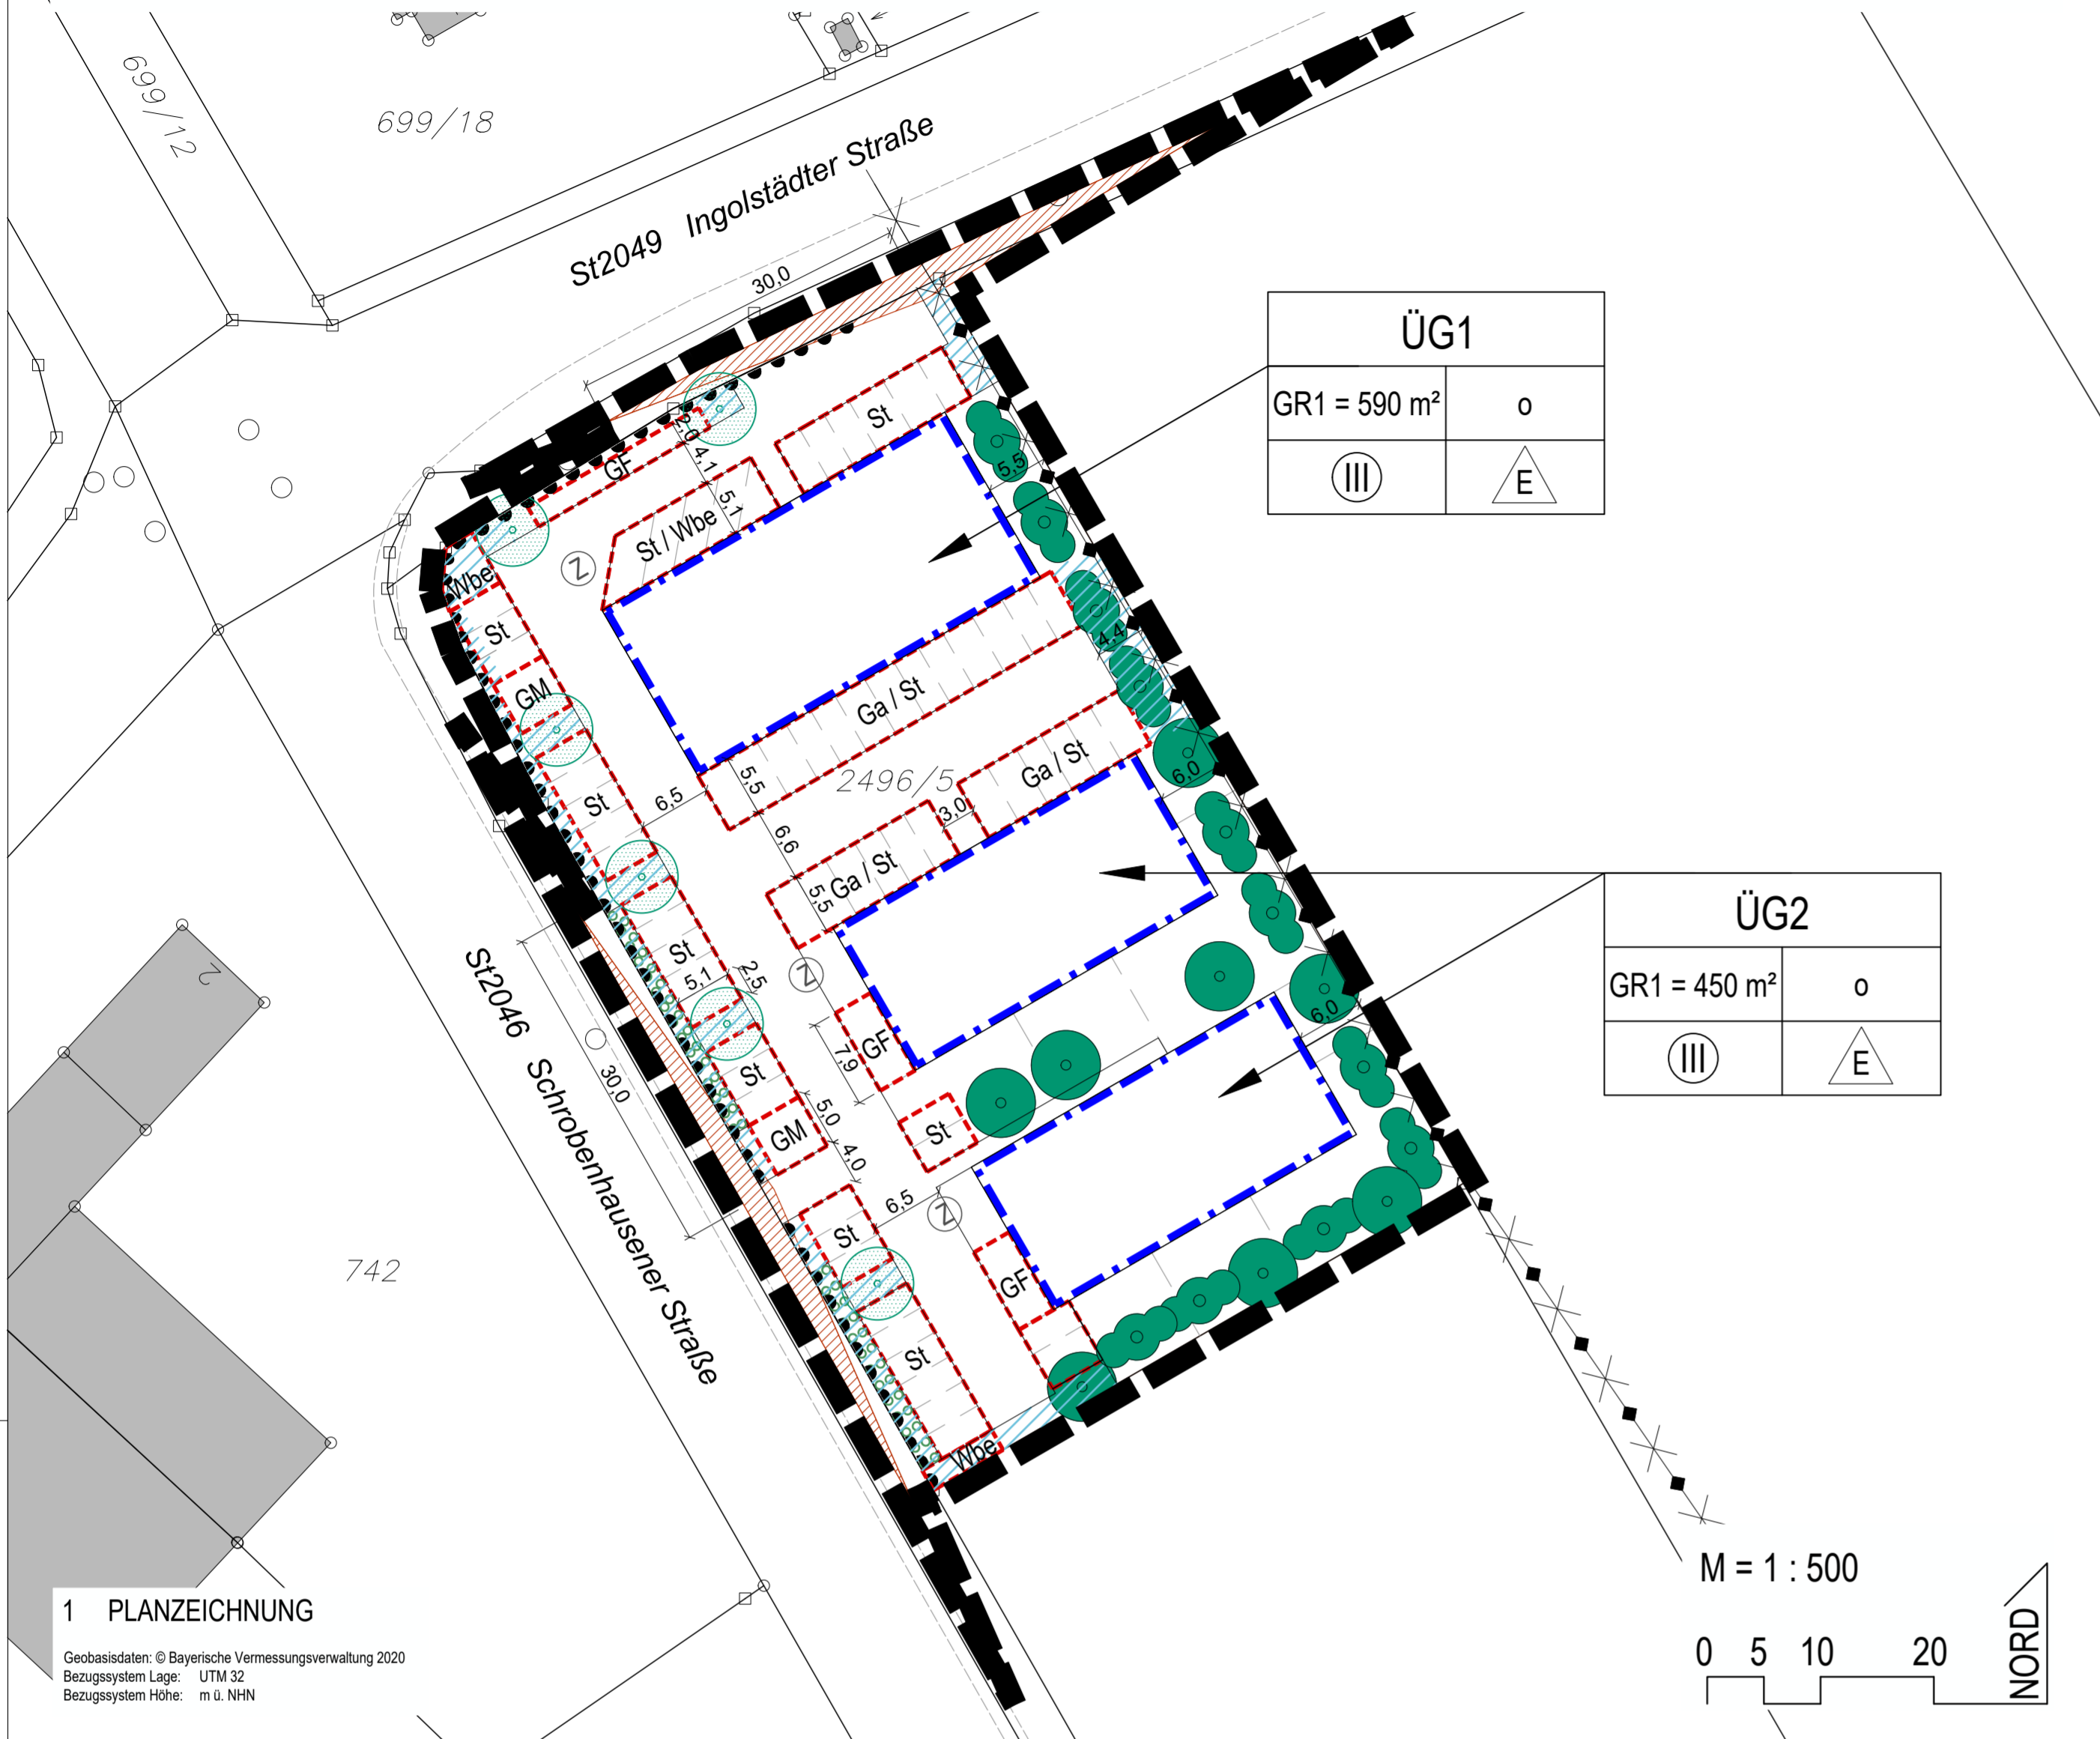 699/12
699/18
St2049 Ingolstädter Straße
30,0
ÜG1
GR1 = 590 m² o
III E
St
2,0
4,1
GF
5,1
5,5
St / Wbe
Z
Wbe
St
GM
4,4
Ga / St
2496/5
Ga / St
6,0
5,5
6,5
St
3,0
6,6
Ga / St
5,5
ÜG2
GR1 = 450 m² o
III E
St
5,1
2,5
Z
6,0
2
St2046 Schrobenhausener Straße
30,0
GF
7,9
St
5,0
St
GM
4,0
6,5
Z
St
742
GF
St
Wbe
M = 1 : 500
0 5 10 20
NORD
1 PLANZEICHNUNG
Geobasisdaten: © Bayerische Vermessungsverwaltung 2020
Bezugssystem Lage: UTM 32
Bezugssystem Höhe: m ü. NHN